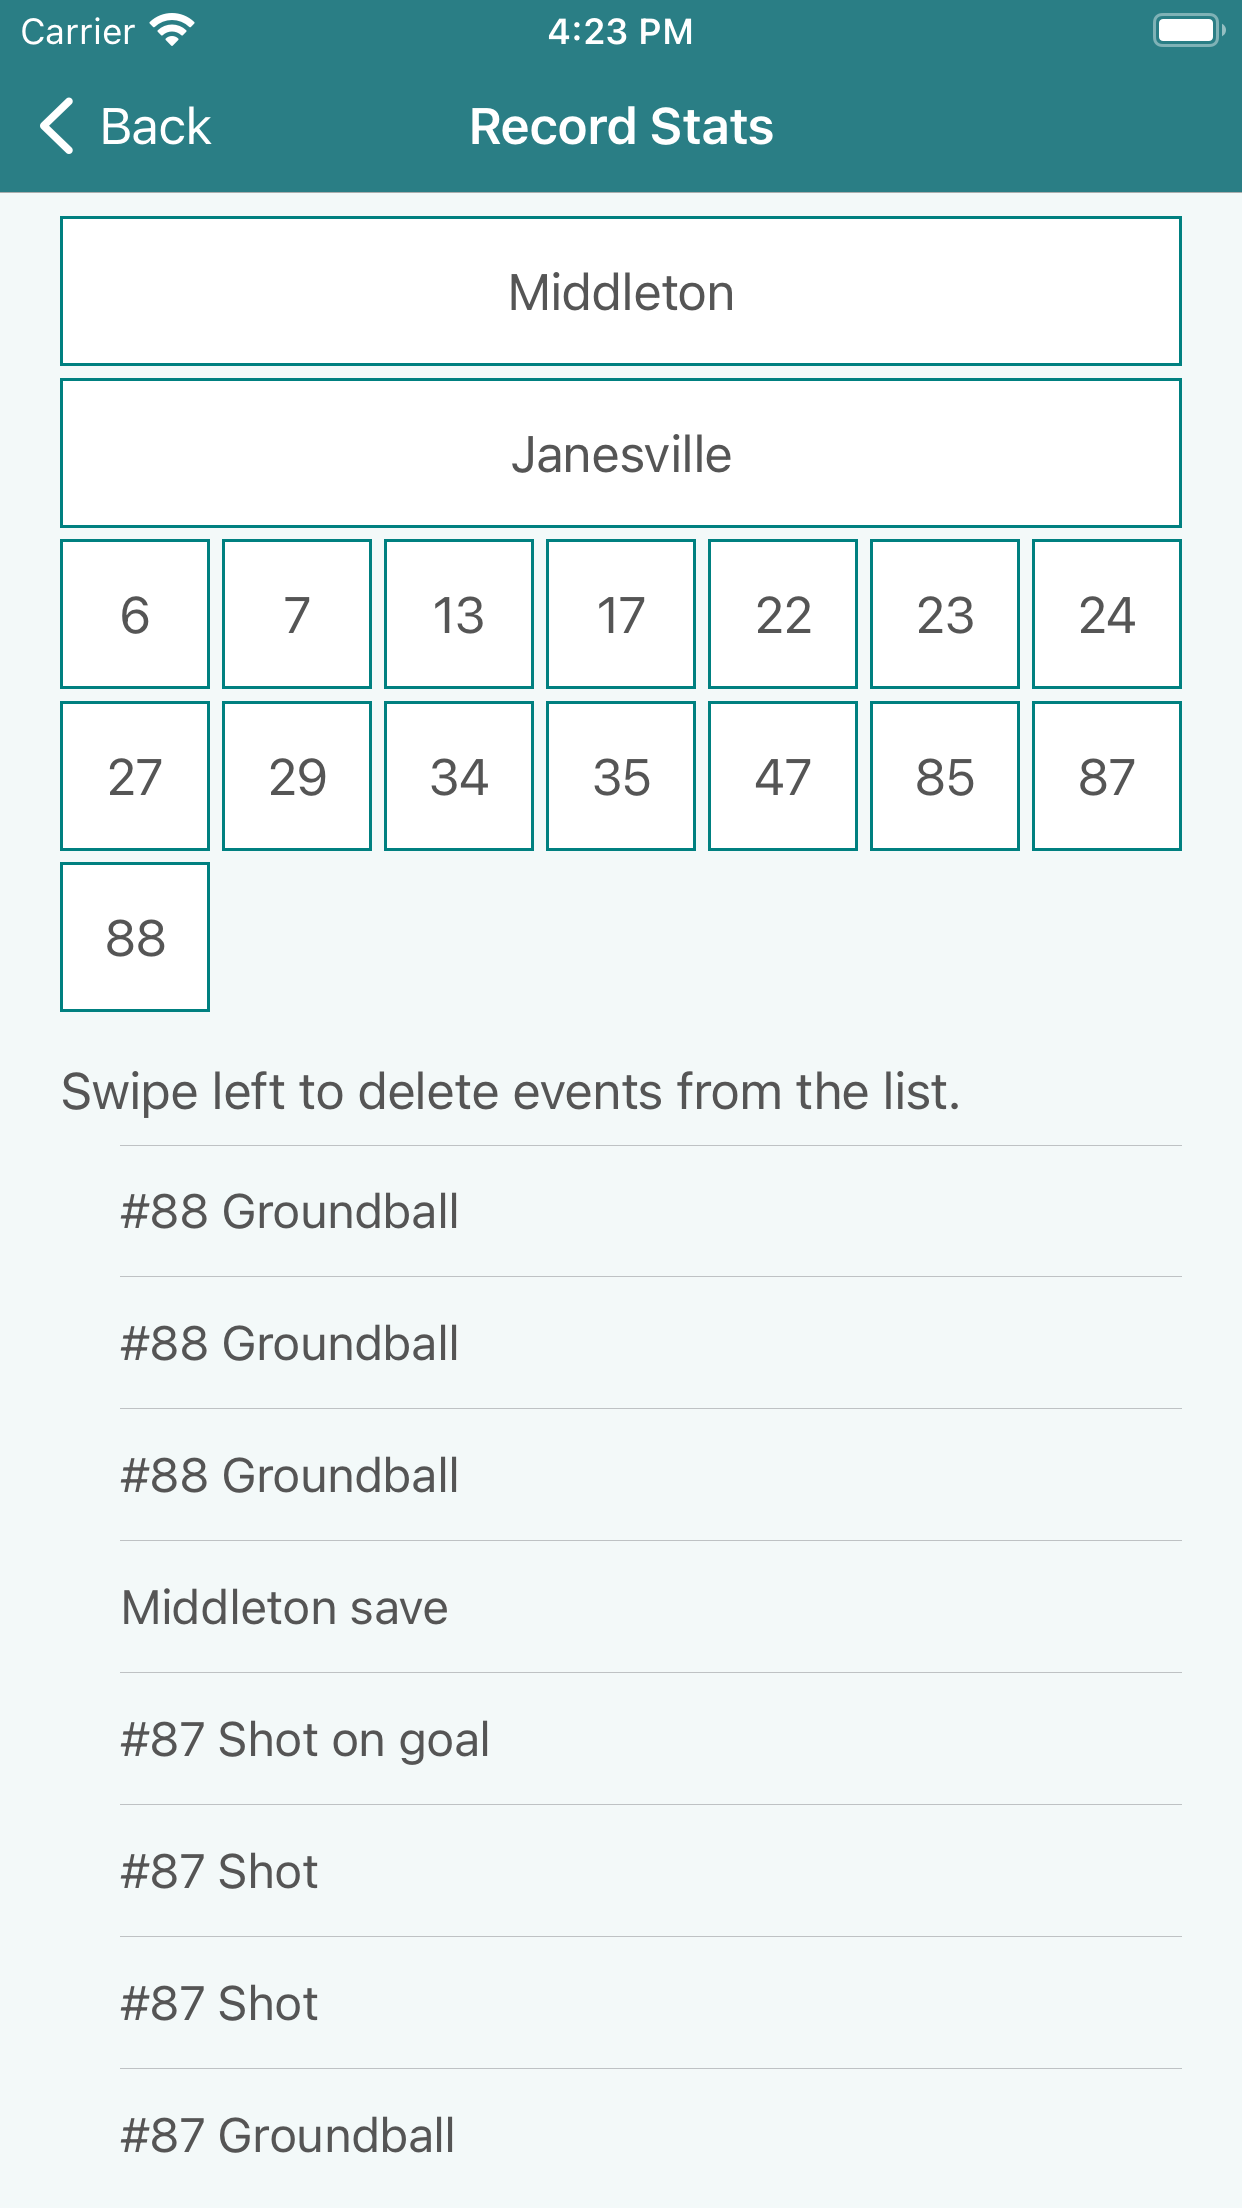 Carrier 4:23 PM
Back Record Stats
Middleton
Janesville
6 7 13 17 22 23 24
27 29 34 35 47 85 87
88
Swipe left to delete events from the list.
#88 Groundball
#88 Groundball
#88 Groundball
Middleton save
#87 Shot on goal
#87 Shot
#87 Shot
#87 Groundball